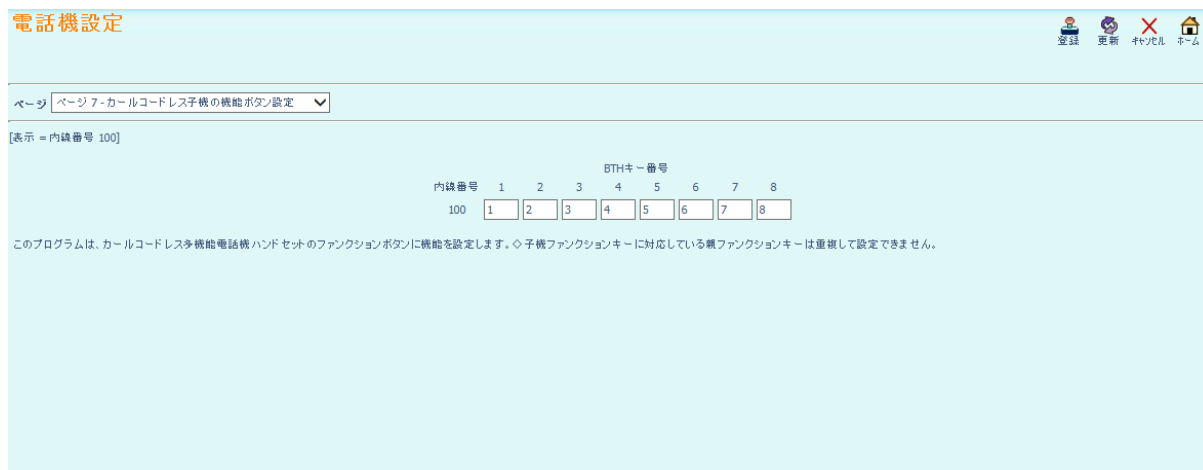 電話機設定
登録 更新 キャンセル ホーム
ページ ページ 7 - カールコードレス子機の機能ボタン設定
[表示 = 内線番号 100]
BTHキー番号
内線番号 1 2 3 4 5 6 7 8
100 1 2 3 4 5 6 7 8
このプログラムは、カールコードレス多機能電話機ハンドセットのファンクションボタンに機能を設定します。◇子機ファンクションキーに対応している親ファンクションキーは重複して設定できません。